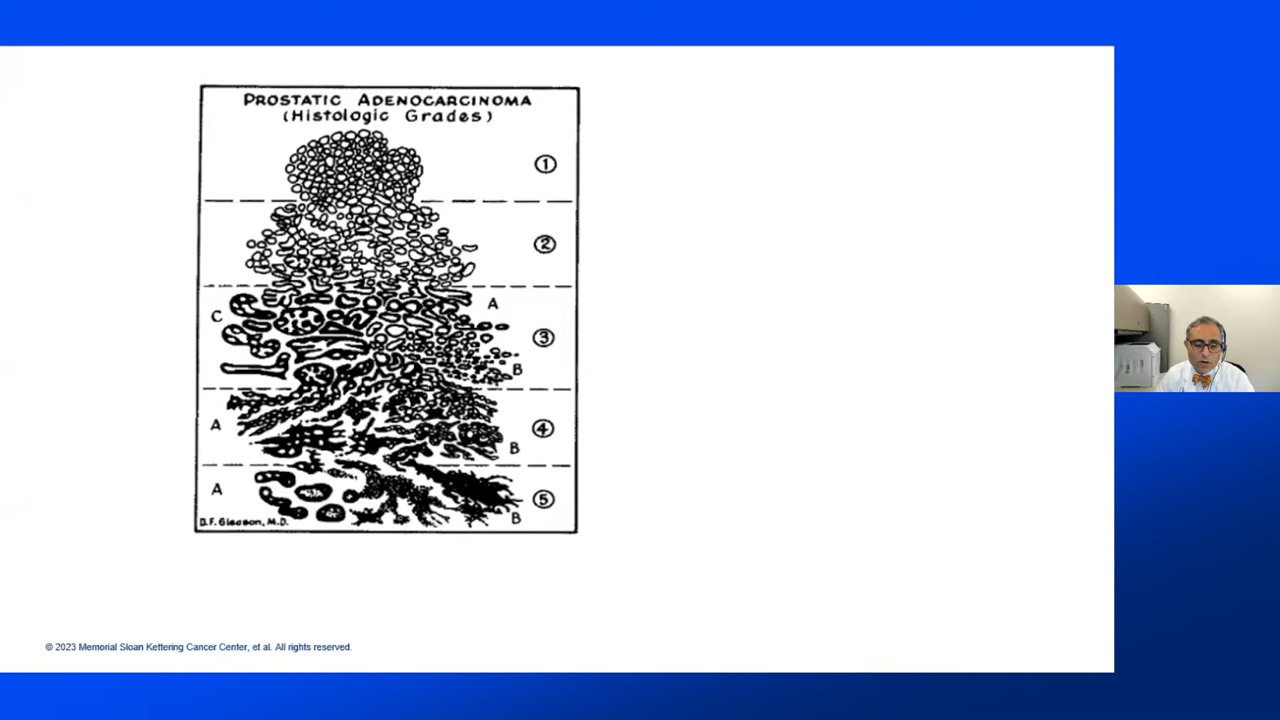 PROSTATIC ADENOCARCINOMA
(Histologic Grades)
1
2
C
A
3
B
A
4
B
A
5
B
D.F. Gleason, M.D.
© 2023 Memorial Sloan Kettering Cancer Center, et al. All rights reserved.